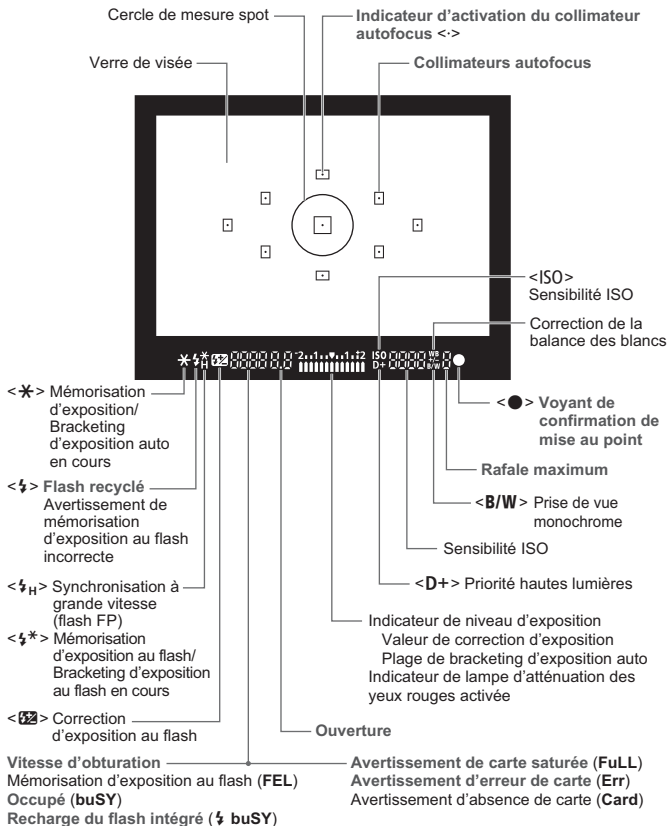 Cercle de mesure spot
Indicateur d'activation du collimateur
autofocus <·>
Verre de visée
Collimateurs autofocus
<ISO>
Sensibilité ISO
Correction de la
balance des blancs
2..1..▼..1..2 ISO D+ WB +/- B/W
<✱> Mémorisation
d'exposition/
Bracketing
d'exposition auto
en cours
<●> Voyant de
confirmation de
mise au point
Rafale maximum
<⚡> Flash recyclé
Avertissement de
mémorisation
d'exposition au flash
incorrecte
<B/W> Prise de vue
monochrome
Sensibilité ISO
<D+> Priorité hautes lumières
<⚡H> Synchronisation à
grande vitesse
(flash FP)
<⚡*> Mémorisation
d'exposition au flash/
Bracketing d'exposition
au flash en cours
Indicateur de niveau d'exposition
Valeur de correction d'exposition
Plage de bracketing d'exposition auto
Indicateur de lampe d'atténuation des
yeux rouges activée
<⚡±> Correction
d'exposition au flash
Ouverture
Vitesse d'obturation
Mémorisation d'exposition au flash (FEL)
Occupé (buSY)
Recharge du flash intégré (⚡ buSY)
Avertissement de carte saturée (FuLL)
Avertissement d'erreur de carte (Err)
Avertissement d'absence de carte (Card)